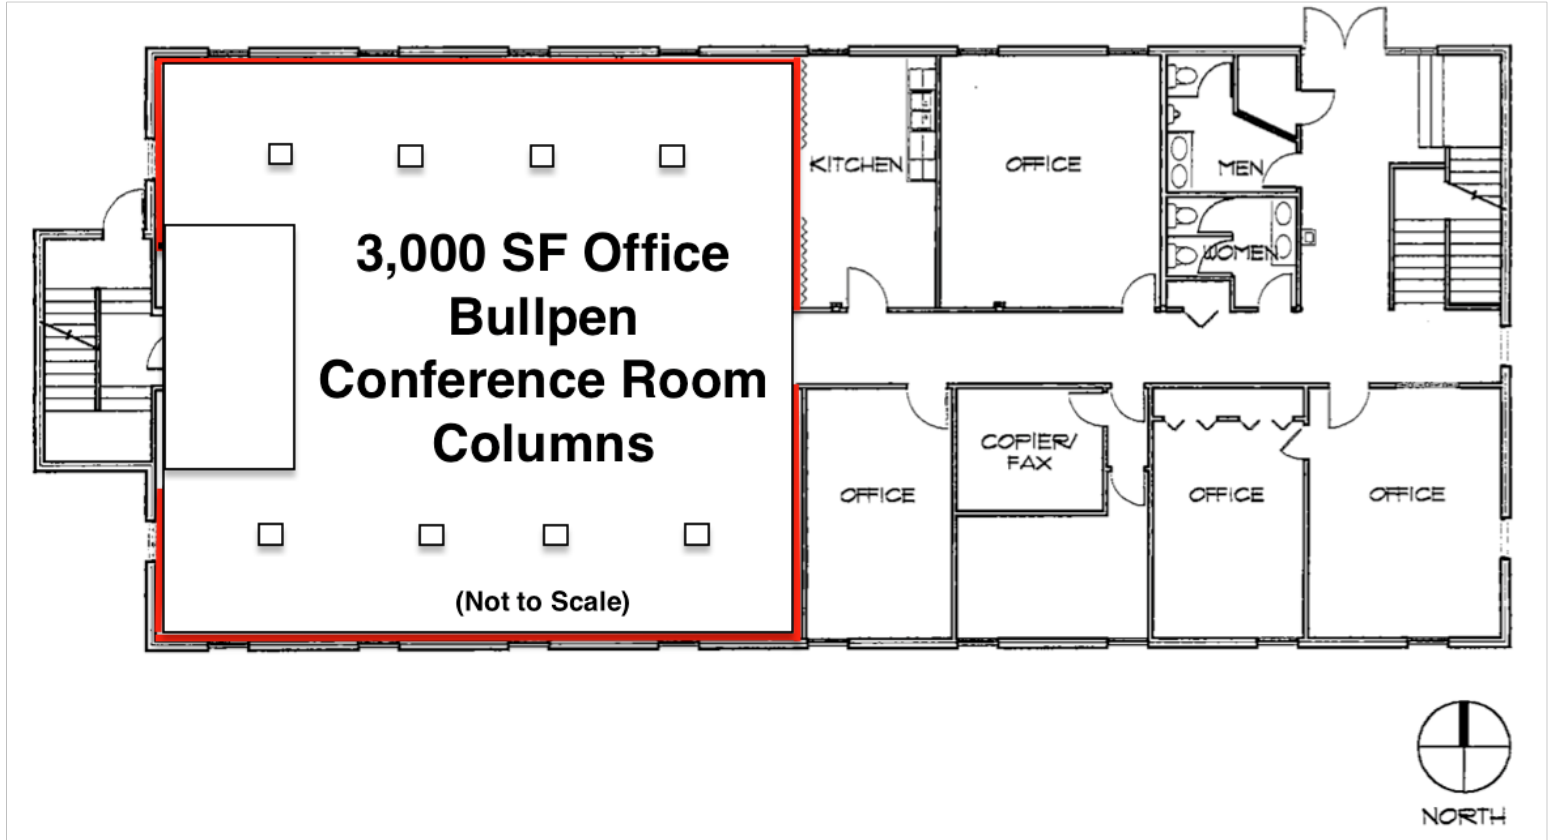 3,000 SF Office
Bullpen
Conference Room
Columns
(Not to Scale)
KITCHEN
OFFICE
MEN
WOMEN
OFFICE
COPIER/
FAX
OFFICE
OFFICE
NORTH